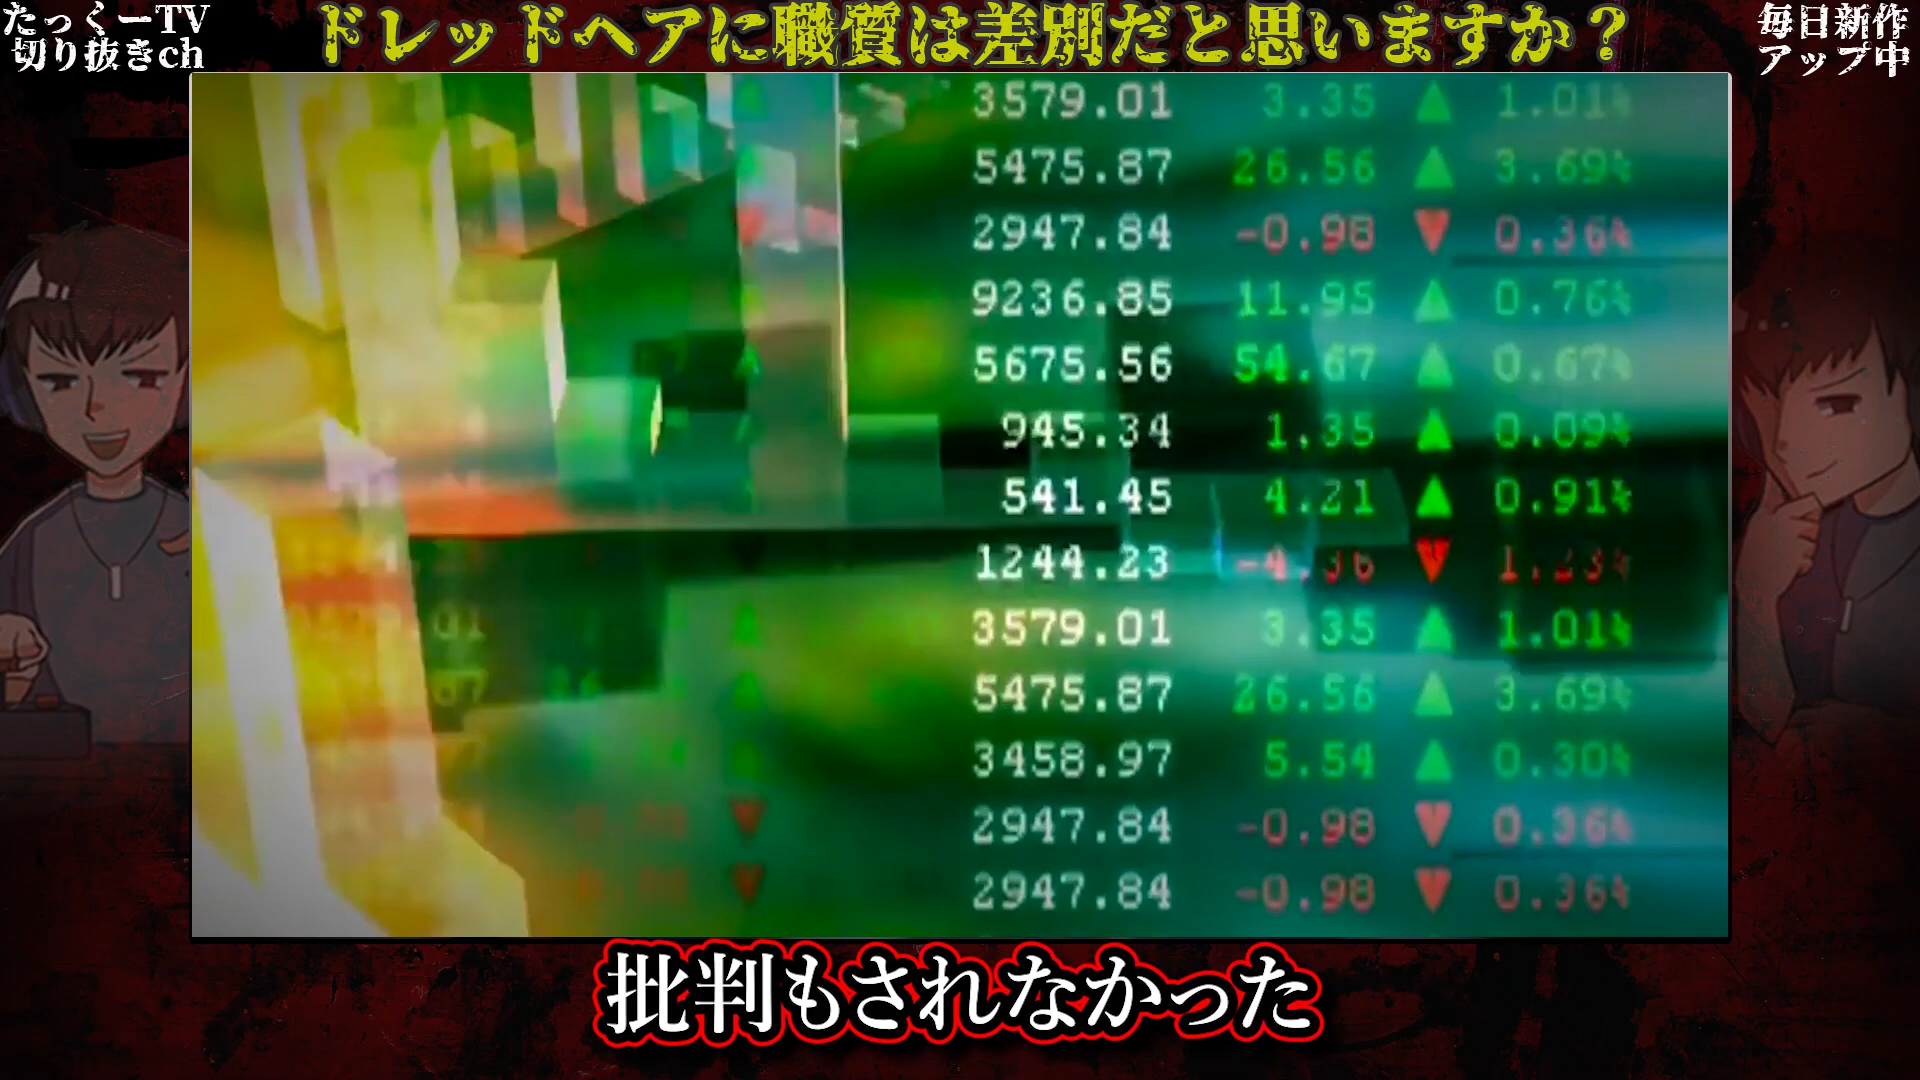 たっくーTV
切り抜きch
ドレッドヘアに職質は差別だと思いますか？
毎日新作
アップ中
3579.01 3.35 ▲ 1.01%
5475.87 26.56 ▲ 3.69%
2947.84 -0.98 ▼ 0.36%
9236.85 11.95 ▲ 0.76%
5675.56 54.67 ▲ 0.67%
945.34 1.35 ▲ 0.09%
541.45 4.21 ▲ 0.91%
1244.23 -4.36 ▼ 1.23%
3579.01 3.35 ▲ 1.01%
5475.87 26.56 ▲ 3.69%
3458.97 5.54 ▲ 0.30%
2947.84 -0.98 ▼ 0.36%
2947.84 -0.98 ▼ 0.36%
批判もされなかった